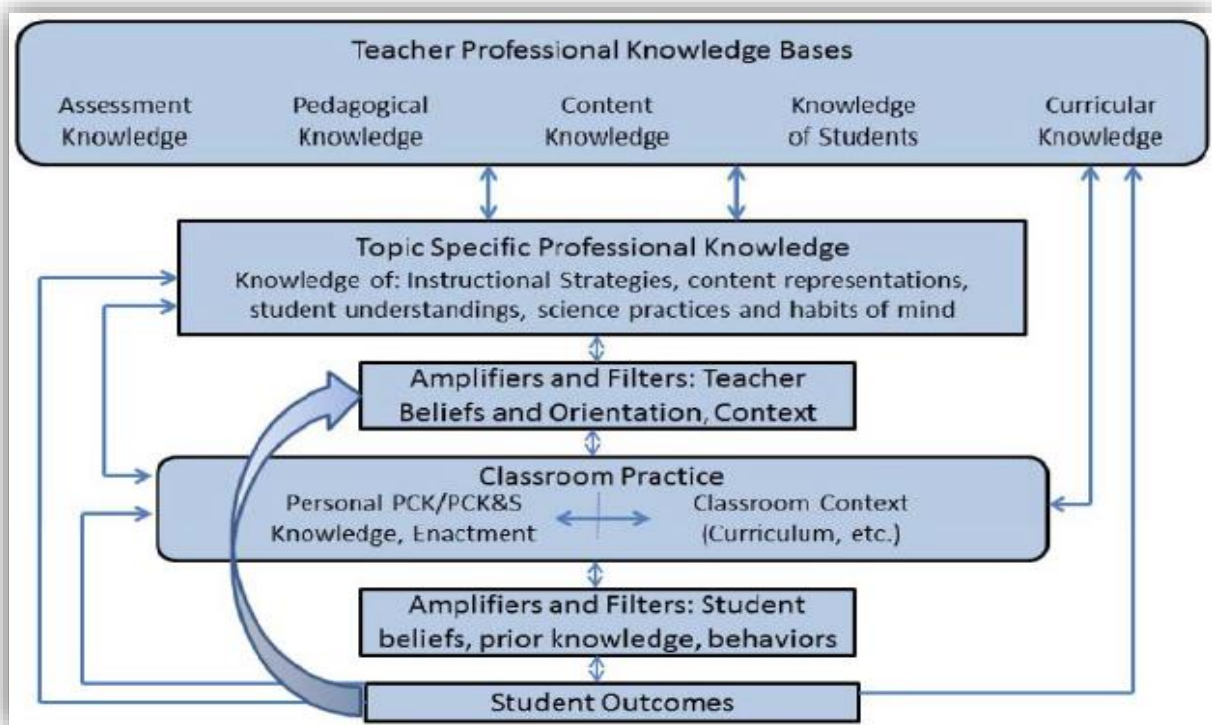 Teacher Professional Knowledge Bases
Assessment Knowledge
Pedagogical Knowledge
Content Knowledge
Knowledge of Students
Curricular Knowledge
Topic Specific Professional Knowledge
Knowledge of: Instructional Strategies, content representations,
student understandings, science practices and habits of mind
Amplifiers and Filters: Teacher
Beliefs and Orientation, Context
Classroom Practice
Personal PCK/PCK&S
Knowledge, Enactment
Classroom Context
(Curriculum, etc.)
Amplifiers and Filters: Student
beliefs, prior knowledge, behaviors
Student Outcomes